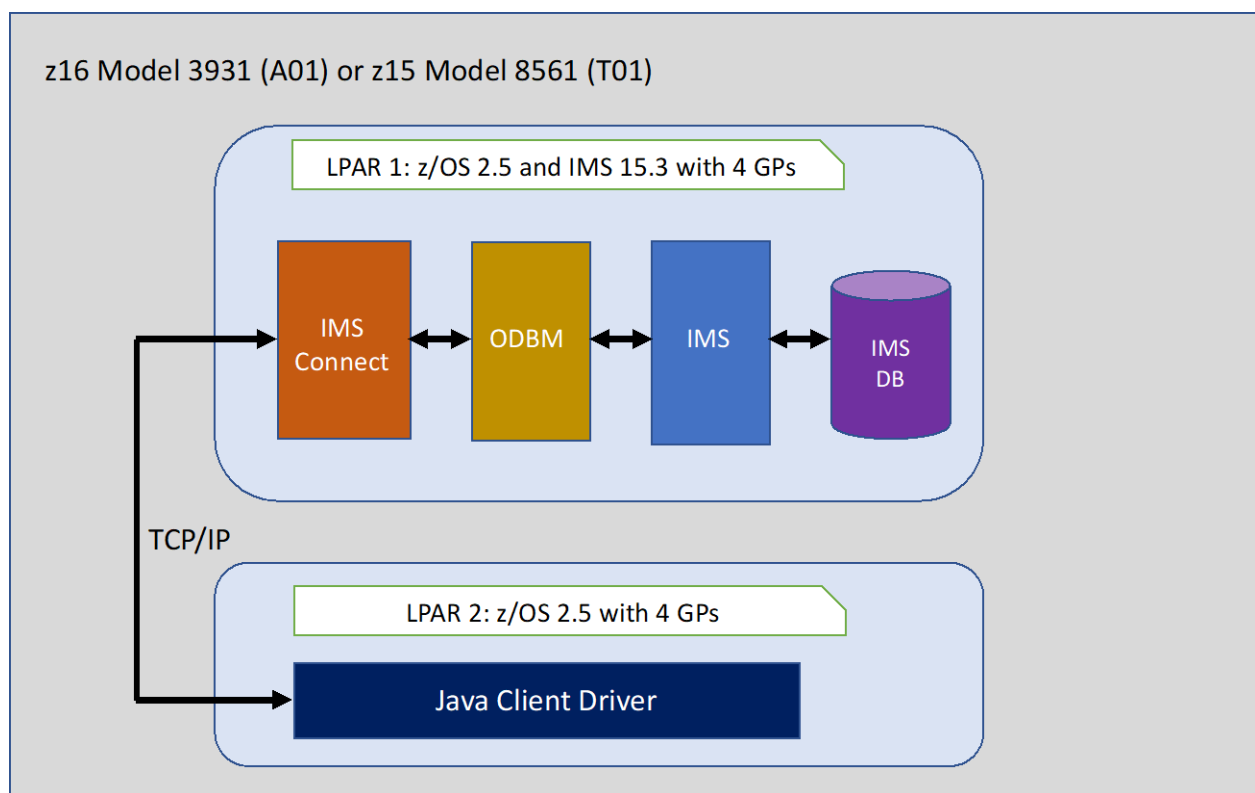 z16 Model 3931 (A01) or z15 Model 8561 (T01)
LPAR 1: z/OS 2.5 and IMS 15.3 with 4 GPs
IMS
Connect
ODBM
IMS
IMS
DB
TCP/IP
LPAR 2: z/OS 2.5 with 4 GPs
Java Client Driver